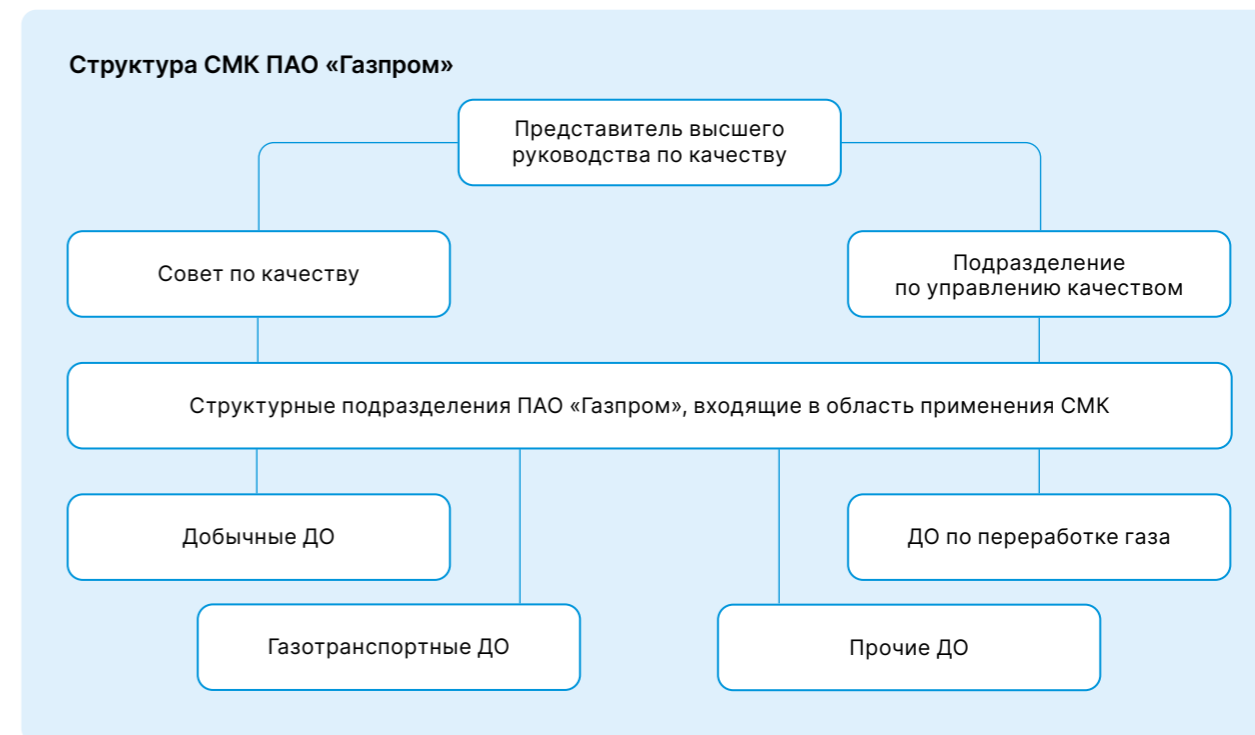 Структура СМК ПАО «Газпром»
Представитель высшего
руководства по качеству
Совет по качеству
Подразделение
по управлению качеством
Структурные подразделения ПАО «Газпром», входящие в область применения СМК
Добычные ДО
ДО по переработке газа
Газотранспортные ДО
Прочие ДО